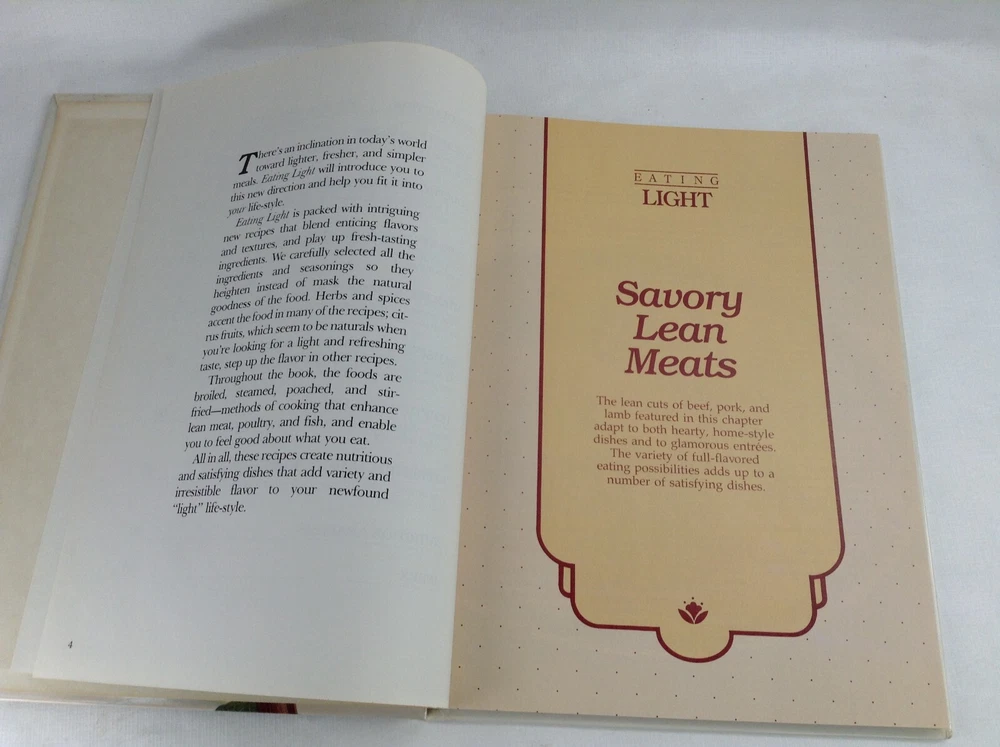 There's an inclination in today's world
toward lighter, fresher, and simpler
meals. Eating Light will introduce you to
this new direction and help you fit it into
your life-style.
Eating Light is packed with intriguing
new recipes that blend enticing flavors
and textures, and play up fresh-tasting
ingredients. We carefully selected all the
ingredients and seasonings so they
heighten instead of mask the natural
goodness of the food. Herbs and spices
accent the food in many of the recipes; cit-
rus fruits, which seem to be naturals when
you're looking for a light and refreshing
taste, step up the flavor in other recipes.
Throughout the book, the foods are
broiled, steamed, poached, and stir-
fried—methods of cooking that enhance
lean meat, poultry, and fish, and enable
you to feel good about what you eat.
All in all, these recipes create nutritious
and satisfying dishes that add variety and
irresistible flavor to your newfound
"light" life-style.
4
EATING
LIGHT
Savory
Lean
Meats
The lean cuts of beef, pork, and
lamb featured in this chapter
adapt to both hearty, home-style
dishes and to glamorous entrées.
The variety of full-flavored
eating possibilities adds up to a
number of satisfying dishes.